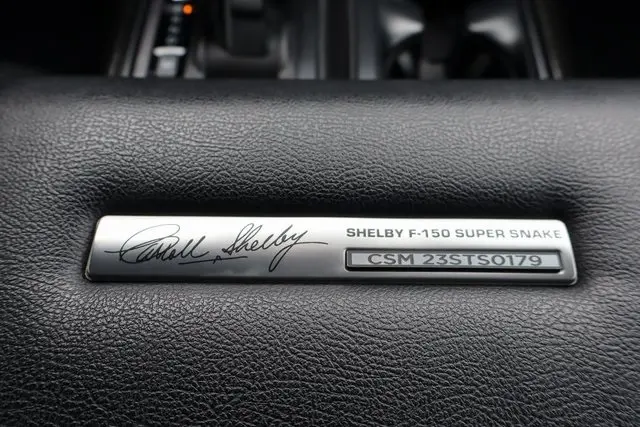 Carroll Shelby
SHELBY F-150 SUPER SNAKE
CSM 23STS0179